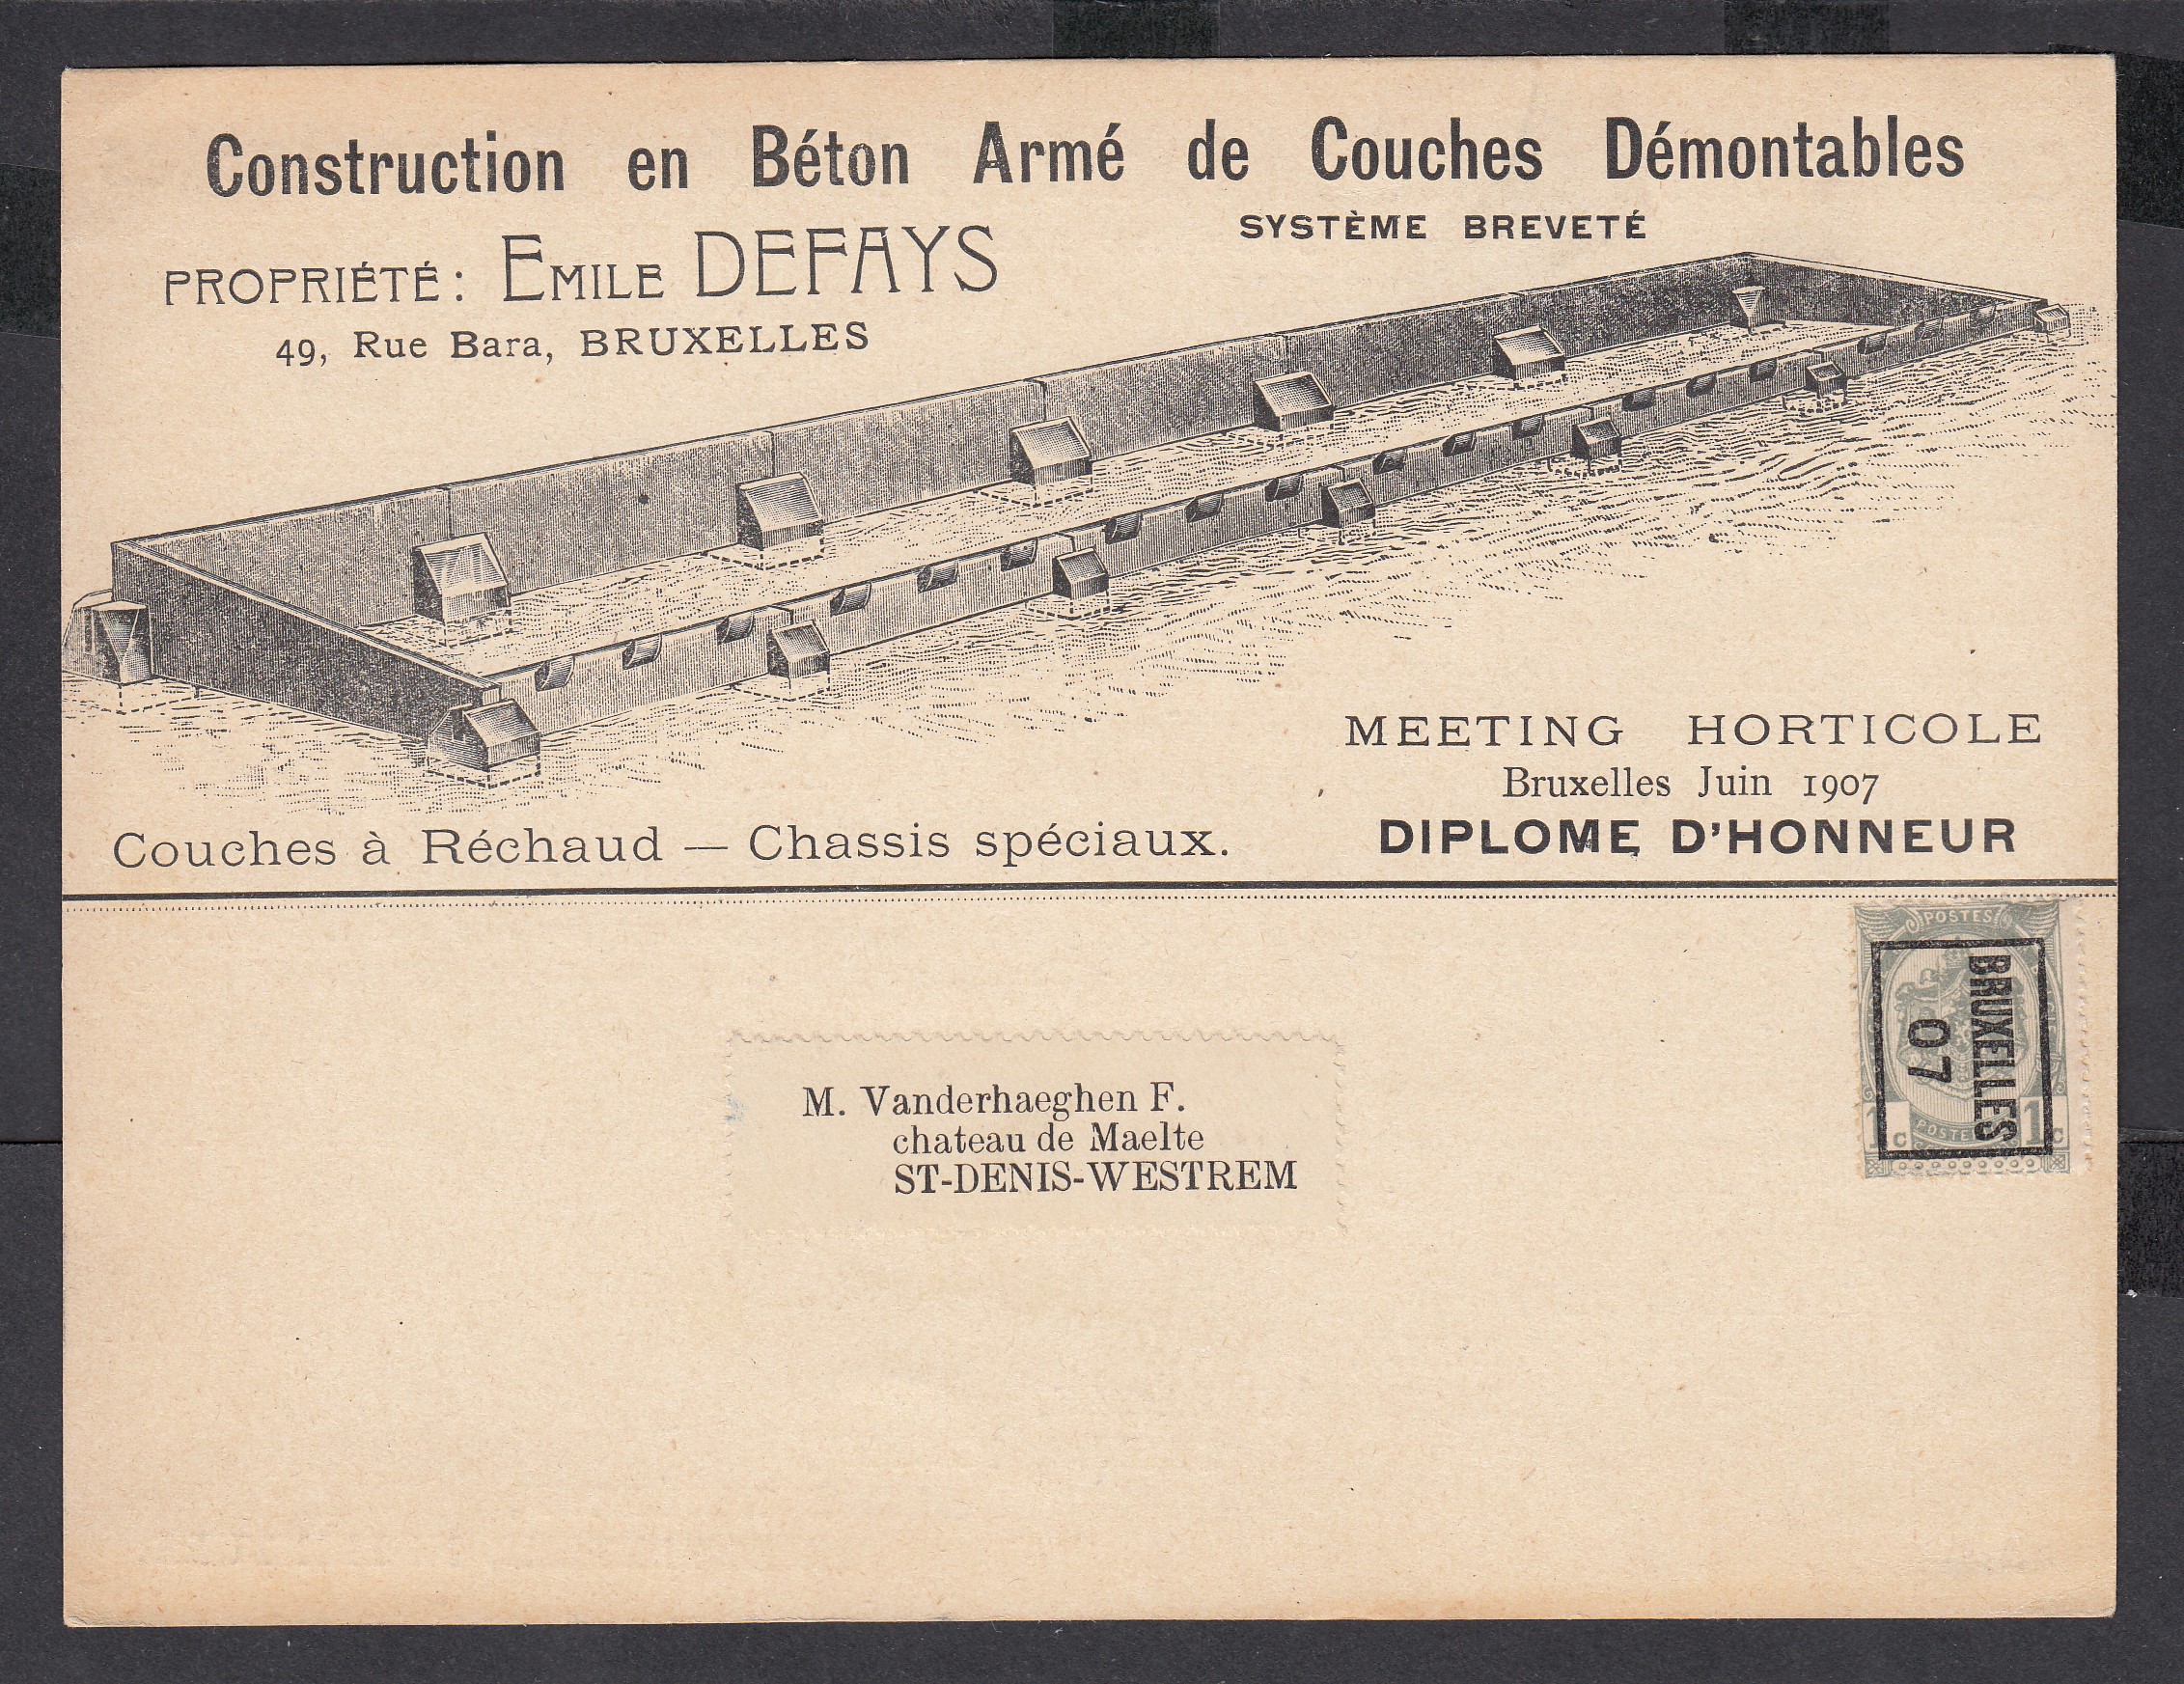 Construction en Béton Armé de Couches Démontables
SYSTÈME BREVETÉ
PROPRIÉTÉ : EMILE DEFAYS
49, Rue Bara, BRUXELLES
MEETING HORTICOLE
Bruxelles Juin 1907
DIPLOME D'HONNEUR
Couches à Réchaud — Chassis spéciaux.
POSTES
BRUXELLES
07
1c POSTE 1c
M. Vanderhaeghen F.
chateau de Maelte
ST-DENIS-WESTREM